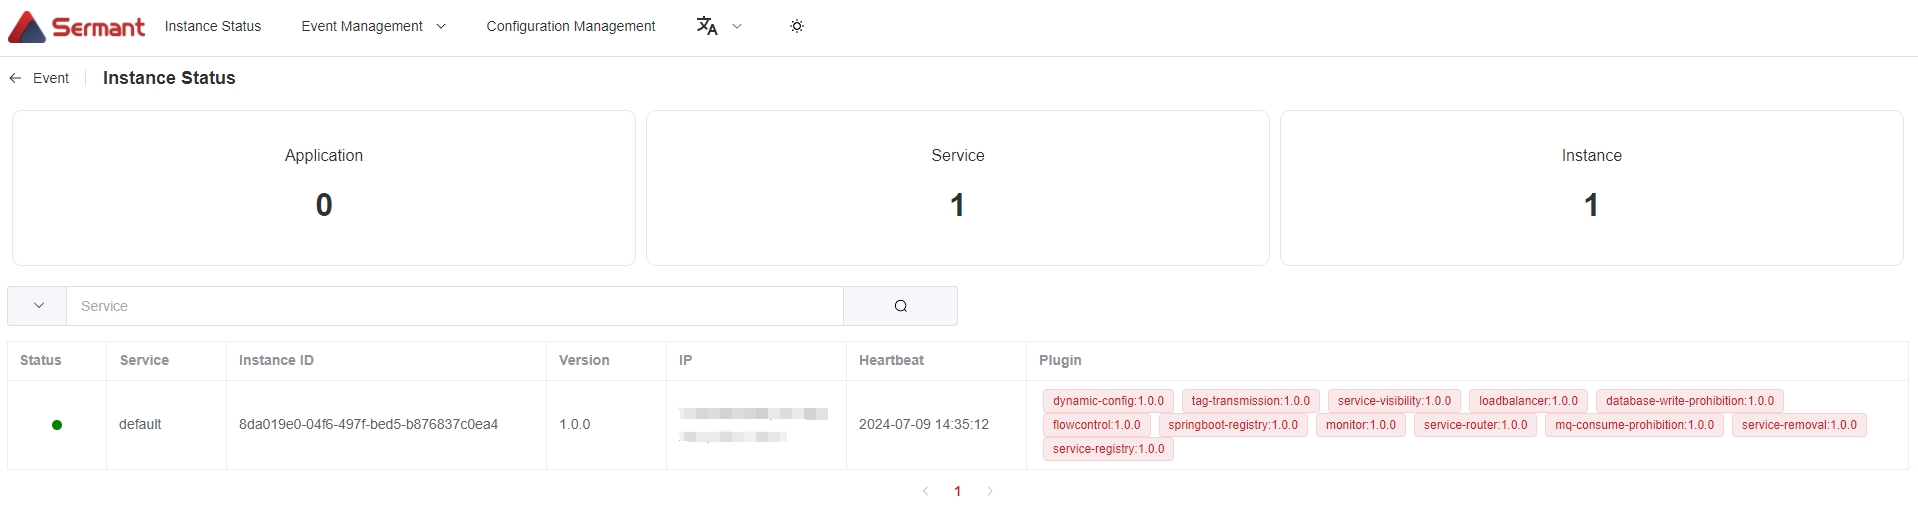 Sermant Instance Status Event Management Configuration Management 文A
Event Instance Status
Application Service Instance
0 1 1
Service
Status Service Instance ID Version IP Heartbeat Plugin
dynamic-config:1.0.0 tag-transmission:1.0.0 service-visibility:1.0.0 loadbalancer:1.0.0 database-write-prohibition:1.0.0
default 8da019e0-04f6-497f-bed5-b876837c0ea4 1.0.0 2024-07-09 14:35:12 flowcontrol:1.0.0 springboot-registry:1.0.0 monitor:1.0.0 service-router:1.0.0 mq-consume-prohibition:1.0.0 service-removal:1.0.0
service-registry:1.0.0
1